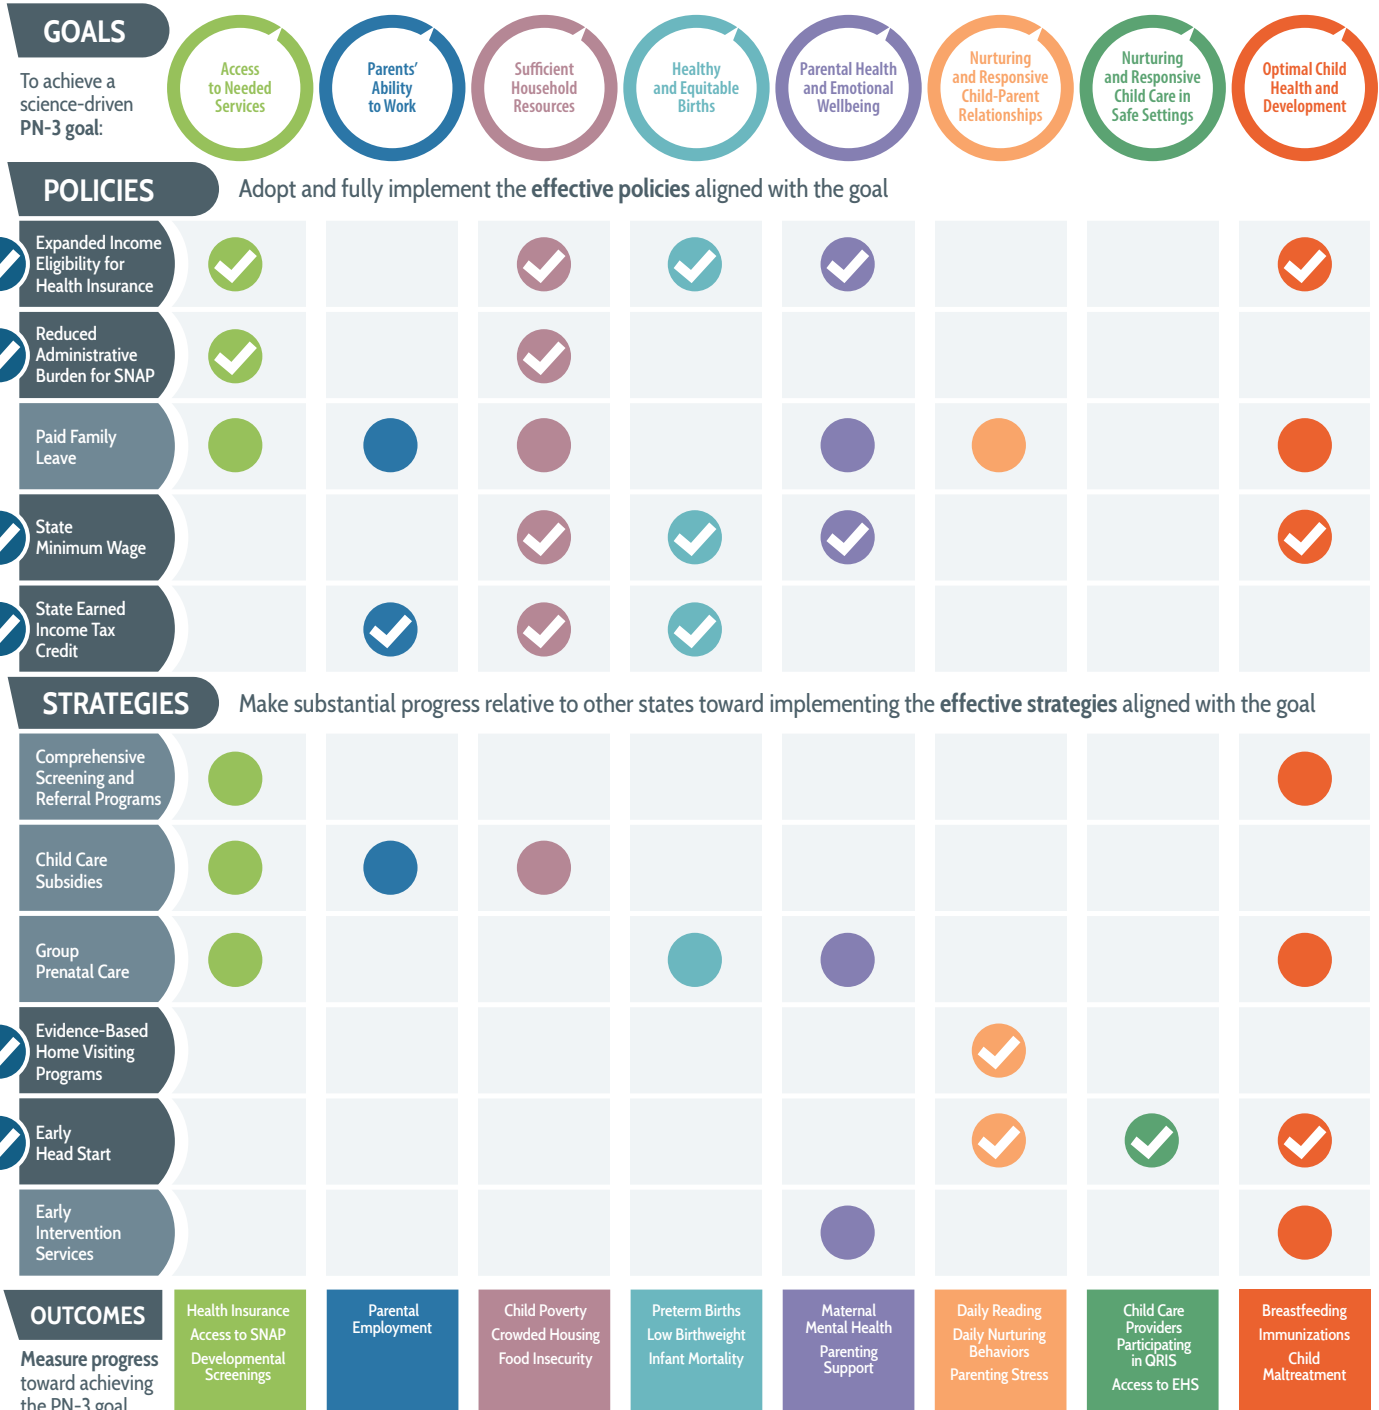 GOALS
To achieve a
science-driven
PN-3 goal:
Access
to Needed
Services
Parents'
Ability
to Work
Sufficient
Household
Resources
Healthy
and Equitable
Births
Parental Health
and Emotional
Wellbeing
Nurturing
and Responsive
Child-Parent
Relationships
Nurturing
and Responsive
Child Care in
Safe Settings
Optimal Child
Health and
Development
POLICIES
Adopt and fully implement the effective policies aligned with the goal
Expanded Income
Eligibility for
Health Insurance
Reduced
Administrative
Burden for SNAP
Paid Family
Leave
State
Minimum Wage
State Earned
Income Tax
Credit
STRATEGIES
Make substantial progress relative to other states toward implementing the effective strategies aligned with the goal
Comprehensive
Screening and
Referral Programs
Child Care
Subsidies
Group
Prenatal Care
Evidence-Based
Home Visiting
Programs
Early
Head Start
Early
Intervention
Services
OUTCOMES
Measure progress
toward achieving
the PN-3 goal
Health Insurance
Access to SNAP
Developmental
Screenings
Parental
Employment
Child Poverty
Crowded Housing
Food Insecurity
Preterm Births
Low Birthweight
Infant Mortality
Maternal
Mental Health
Parenting
Support
Daily Reading
Daily Nurturing
Behaviors
Parenting Stress
Child Care
Providers
Participating
in QRIS
Access to EHS
Breastfeeding
Immunizations
Child
Maltreatment